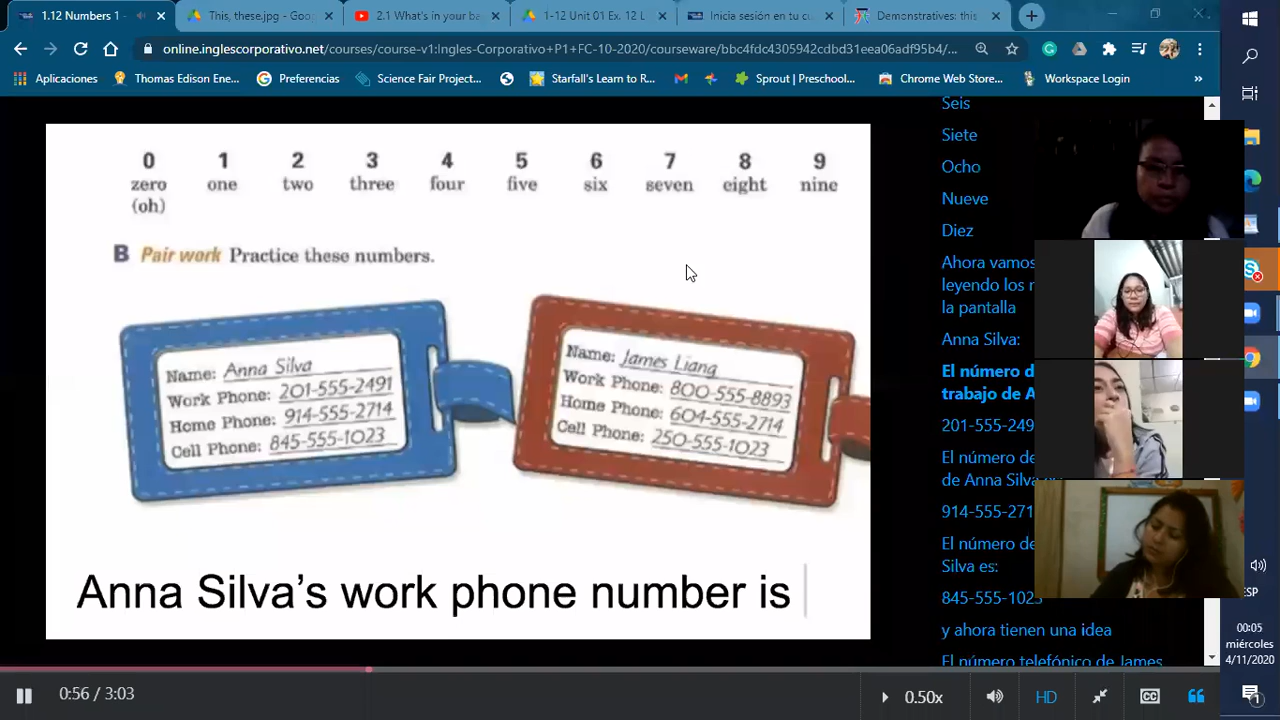 1.12 Numbers 1 -
This, these.jpg - Goo
2.1 What's in your ba
1-12 Unit 01 Ex. 12 L
Inicia sesión en tu cu
Demonstratives: this
online.inglescorporativo.net/courses/course-v1:Ingles-Corporativo+P1+FC-10-2020/courseware/bbc4fdc4305942cdbd31eea06adf95b4/...
Aplicaciones
Thomas Edison Ene...
Preferencias
Science Fair Project...
Starfall's Learn to R...
Sprout | Preschool...
Chrome Web Store...
Workspace Login
»
0 1 2 3 4 5 6 7 8 9
zero one two three four five six seven eight nine
(oh)
B Pair work Practice these numbers.
Name: Anna Silva
Work Phone: 201-555-2491
Home Phone: 914-555-2714
Cell Phone: 845-555-1023
Name: James Liang
Work Phone: 800-555-8893
Home Phone: 604-555-2714
Cell Phone: 250-555-1023
Anna Silva's work phone number is
Seis
Siete
Ocho
Nueve
Diez
Ahora vamos
leyendo los
la pantalla
Anna Silva:
El número d
trabajo de A
201-555-249
El número de
de Anna Silva
914-555-271
El número de
Silva es:
845-555-1023
y ahora tienen una idea
El número telefónico de James
0:56 / 3:03
0.50x
HD
CC
ESP
00:05
miércoles
4/11/2020
1